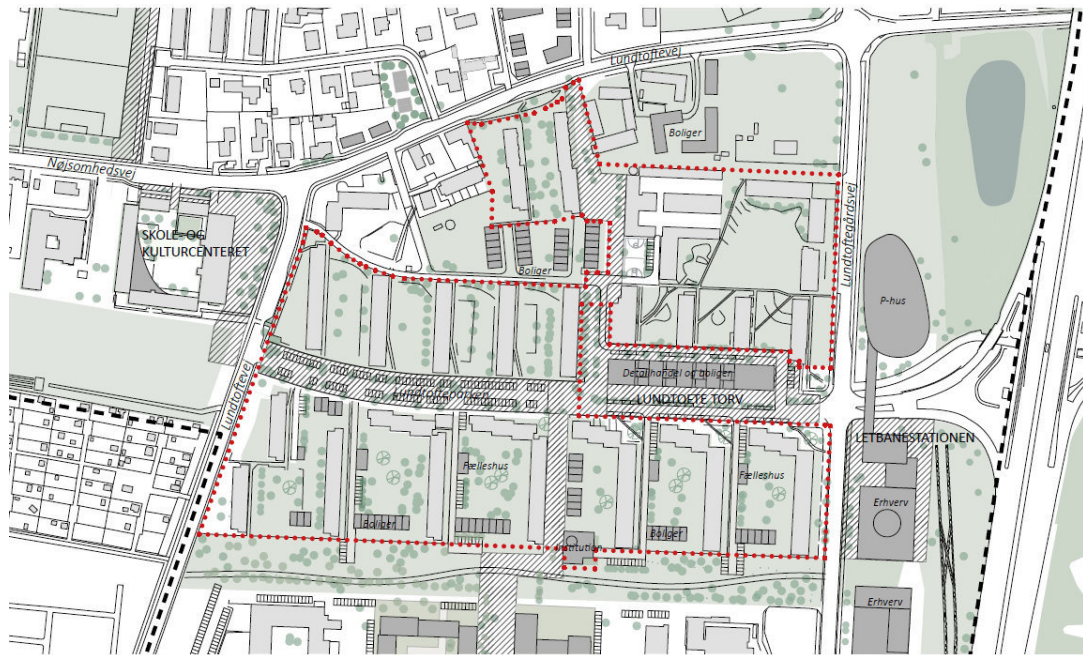 Lundtoftevej
Boliger
Nøjsomhedsvej
SKOLE- OG
KULTURCENTERET
Lundtoftegårdsvej
Boliger
P-hus
Detailhandel og boliger
Lundtofteparken
LUNDTOFTE TORV
Lundtoftevej
LETBANESTATIONEN
Fælleshus
Fælleshus
Erhverv
Boliger
Boliger
Institution
Erhverv